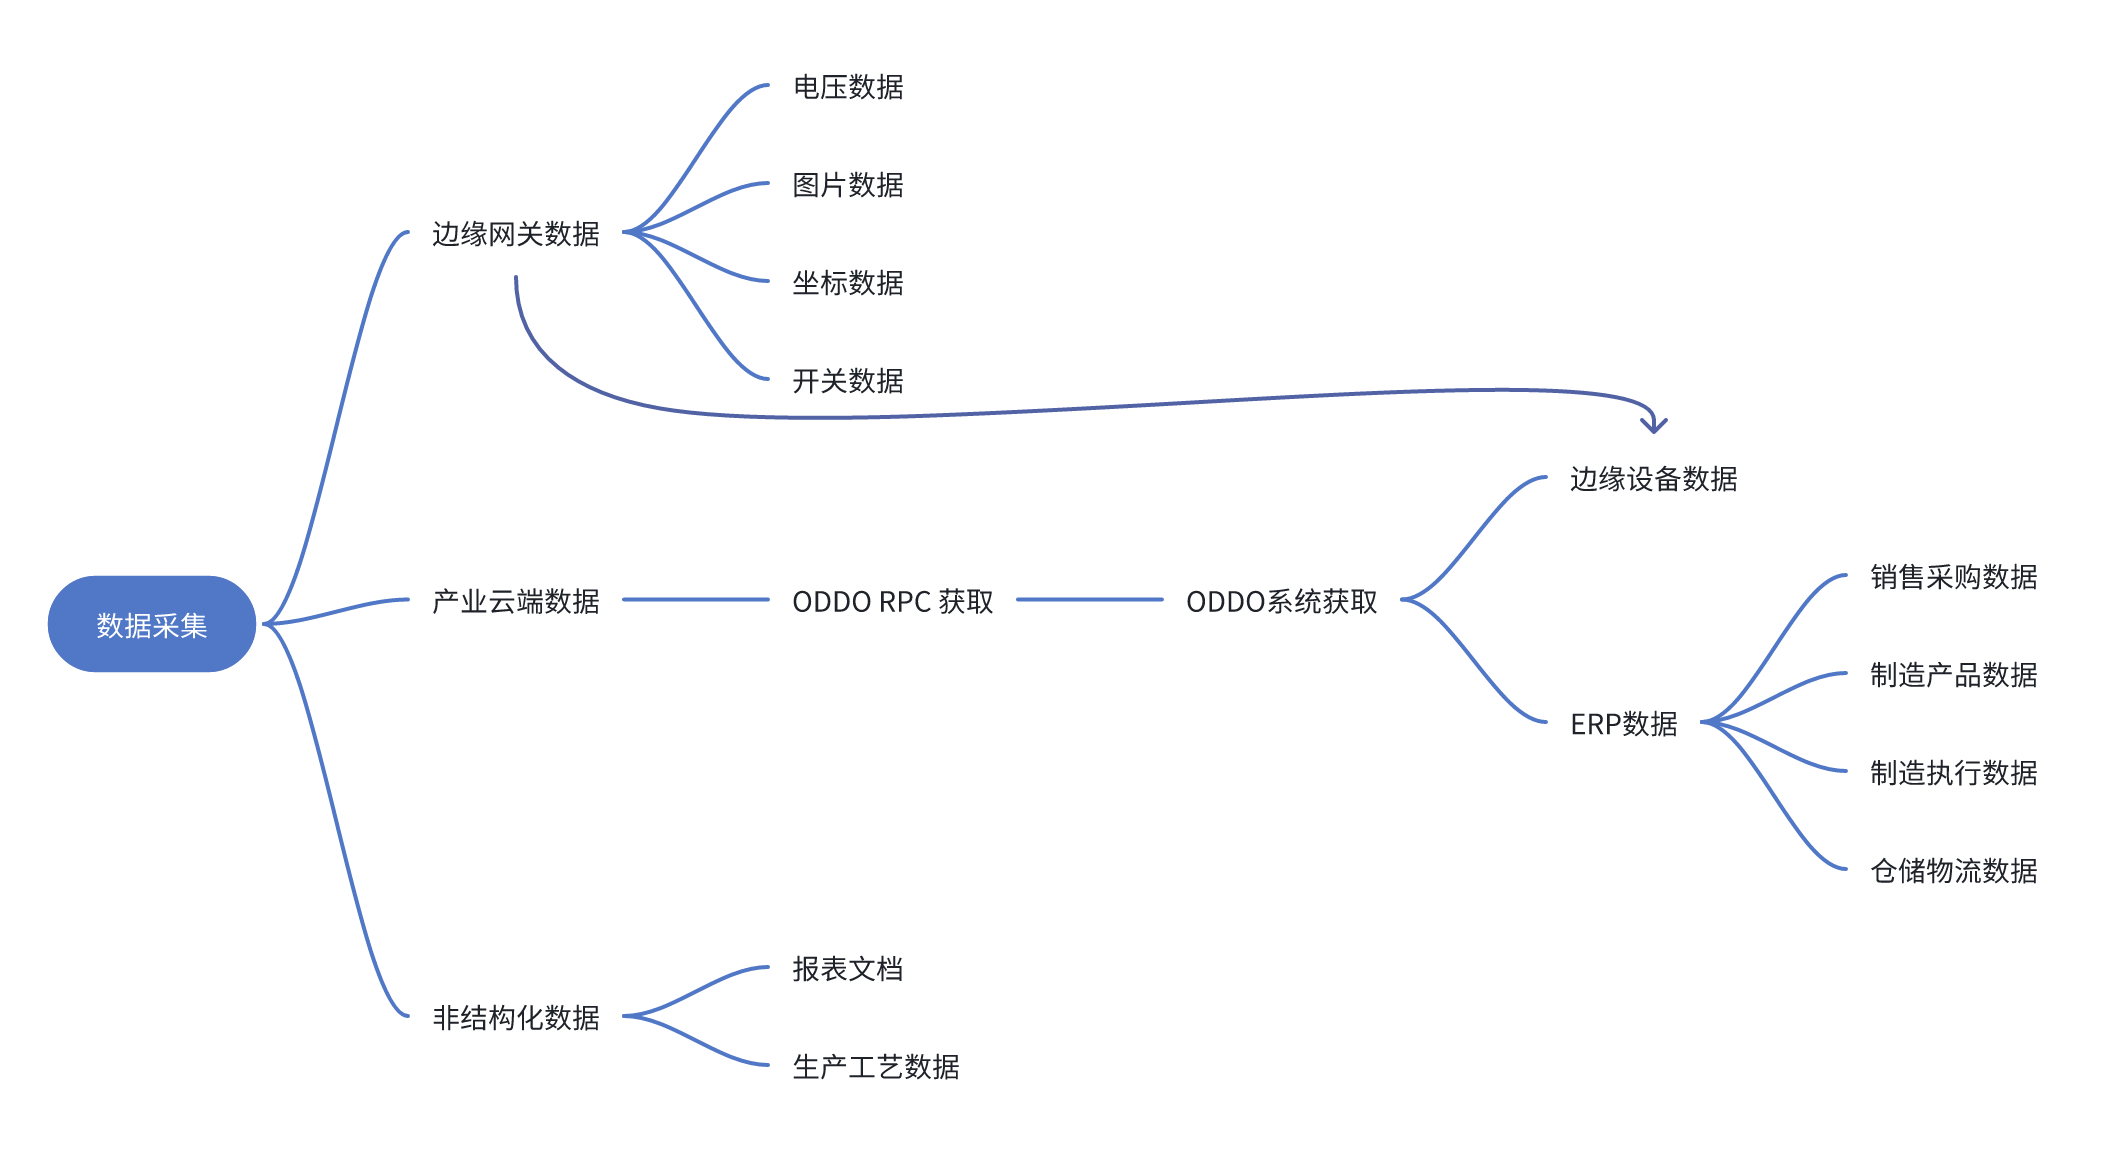 电压数据
图片数据
边缘网关数据
坐标数据
开关数据
边缘设备数据
销售采购数据
产业云端数据
ODDO RPC 获取
ODDO系统获取
数据采集
制造产品数据
ERP数据
制造执行数据
仓储物流数据
报表文档
非结构化数据
生产工艺数据